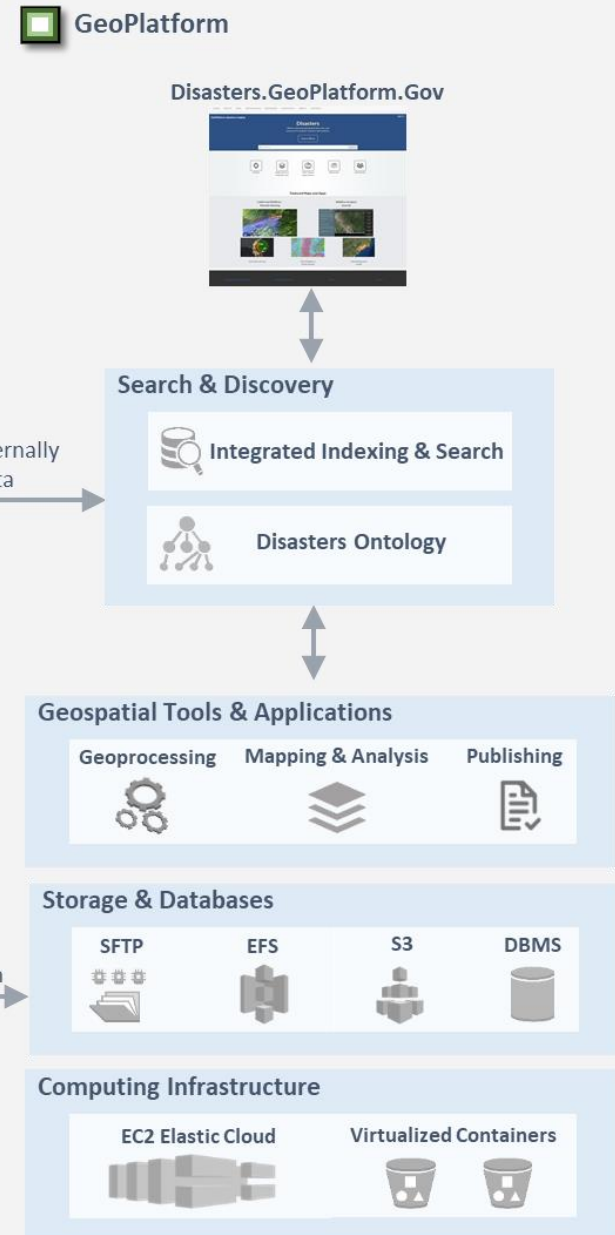 GeoPlatform
Disasters.GeoPlatform.Gov
Disasters
Search & Discovery
Integrated Indexing & Search
Disasters Ontology
Geospatial Tools & Applications
Geoprocessing Mapping & Analysis Publishing
Storage & Databases
SFTP EFS S3 DBMS
Computing Infrastructure
EC2 Elastic Cloud Virtualized Containers